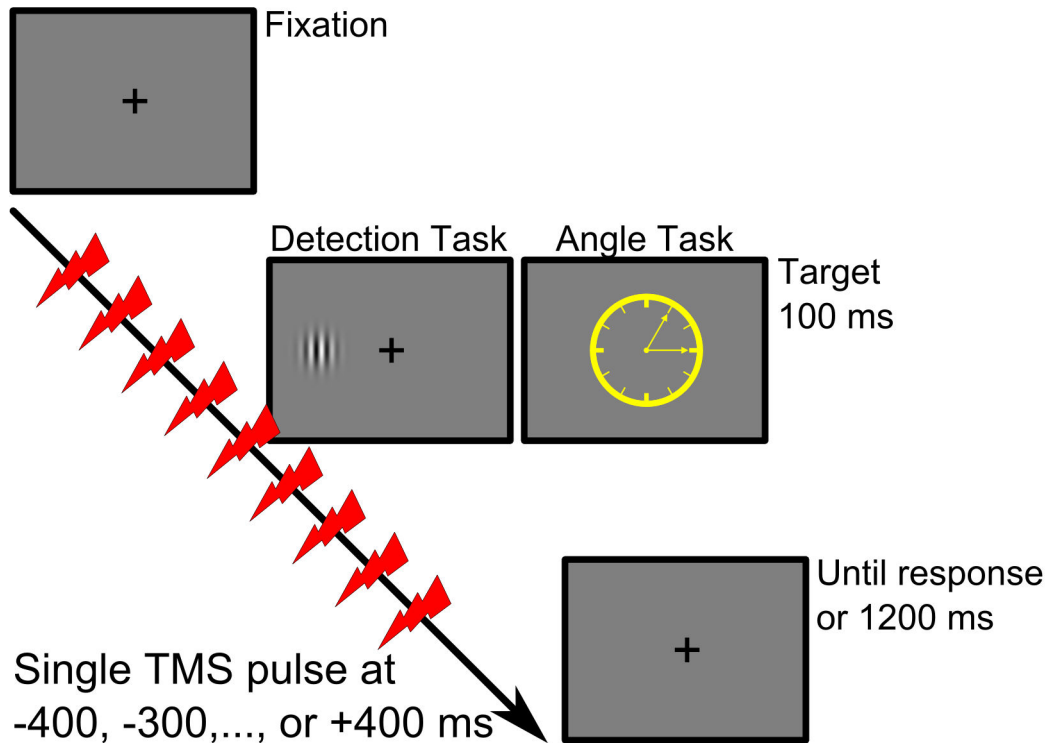 Fixation
Detection Task
Angle Task
Target
100 ms
Until response
or 1200 ms
Single TMS pulse at
-400, -300,..., or +400 ms